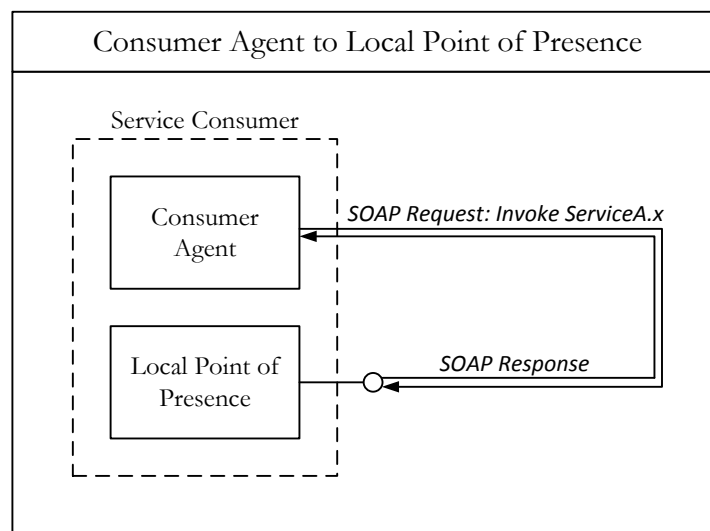 Consumer Agent to Local Point of Presence
Service Consumer
Consumer
Agent
SOAP Request: Invoke ServiceA.x
Local Point of
Presence
SOAP Response